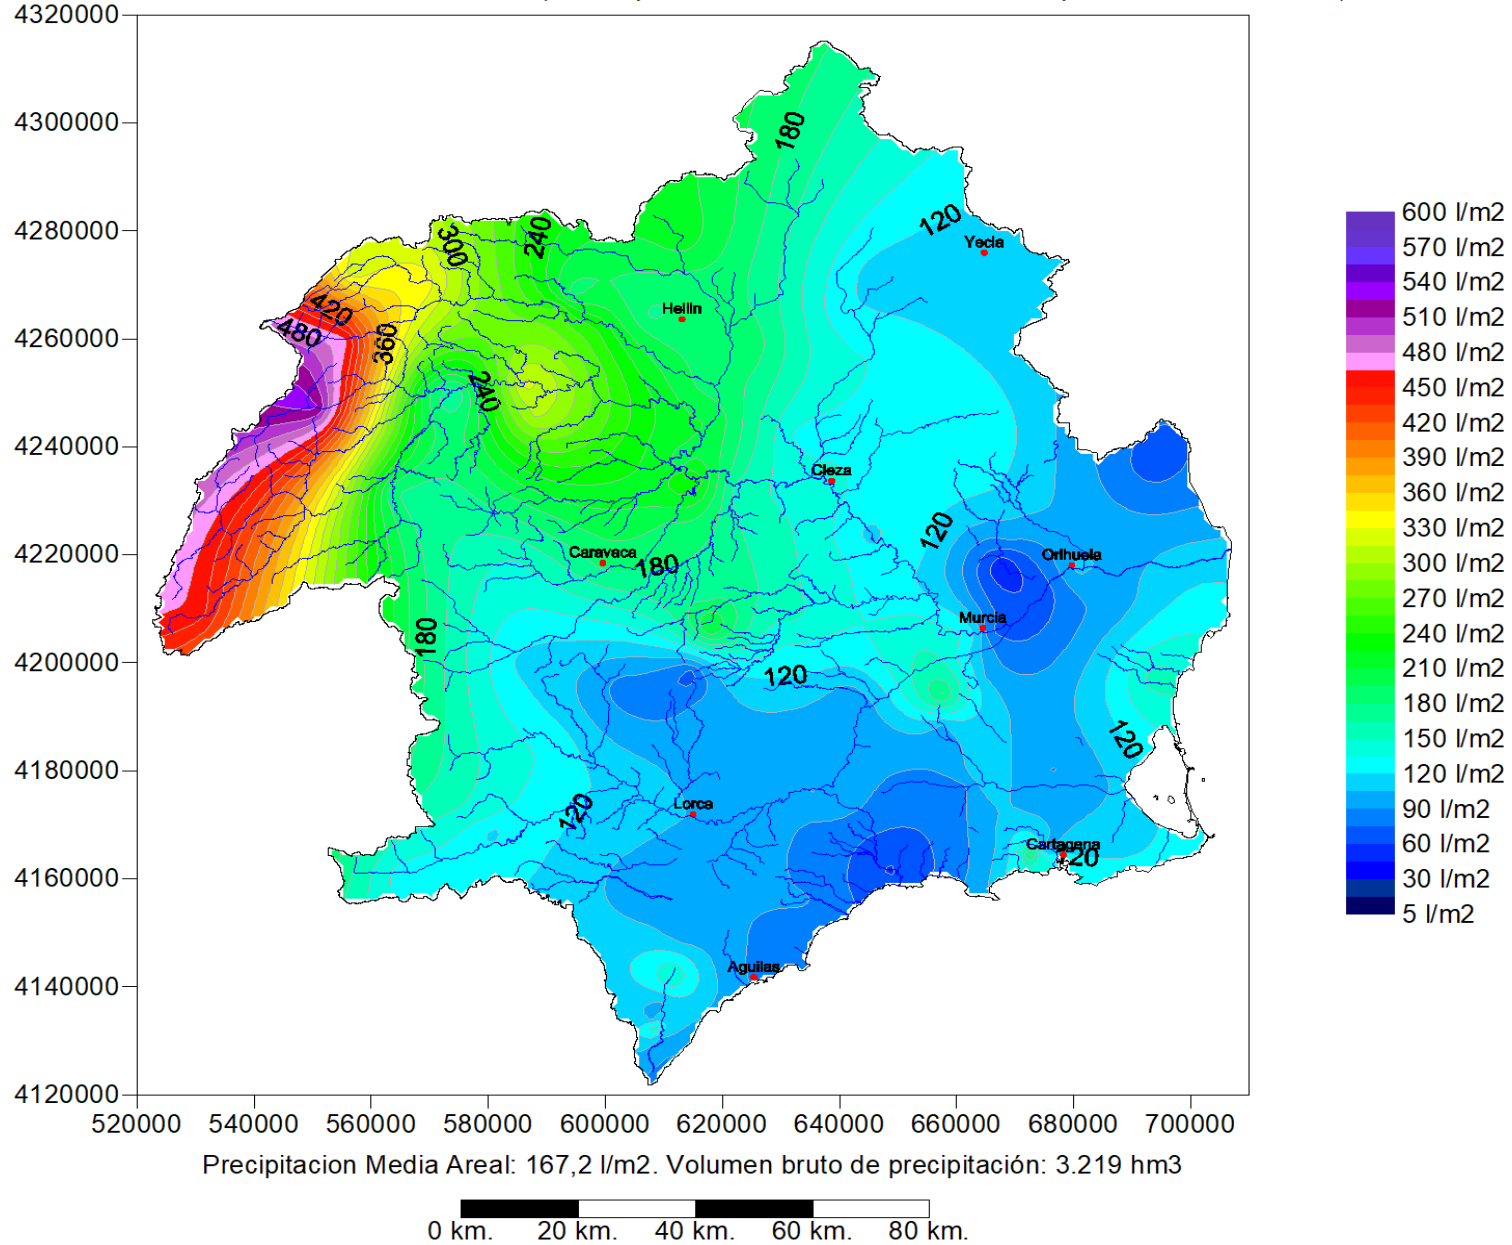 4320000
4300000
4280000
4260000
4240000
4220000
4200000
4180000
4160000
4140000
4120000
520000 540000 560000 580000 600000 620000 640000 660000 680000 700000
180
120
Yecla
300
240
Hellin
420
480
360
240
Cieza
120
Orihuela
Caravaca
180
Murcia
180
120
120
120
Lorca
Cartagena
20
Aguilas
600 l/m2
570 l/m2
540 l/m2
510 l/m2
480 l/m2
450 l/m2
420 l/m2
390 l/m2
360 l/m2
330 l/m2
300 l/m2
270 l/m2
240 l/m2
210 l/m2
180 l/m2
150 l/m2
120 l/m2
90 l/m2
60 l/m2
30 l/m2
5 l/m2
Precipitacion Media Areal: 167,2 l/m2. Volumen bruto de precipitación: 3.219 hm3
0 km. 20 km. 40 km. 60 km. 80 km.